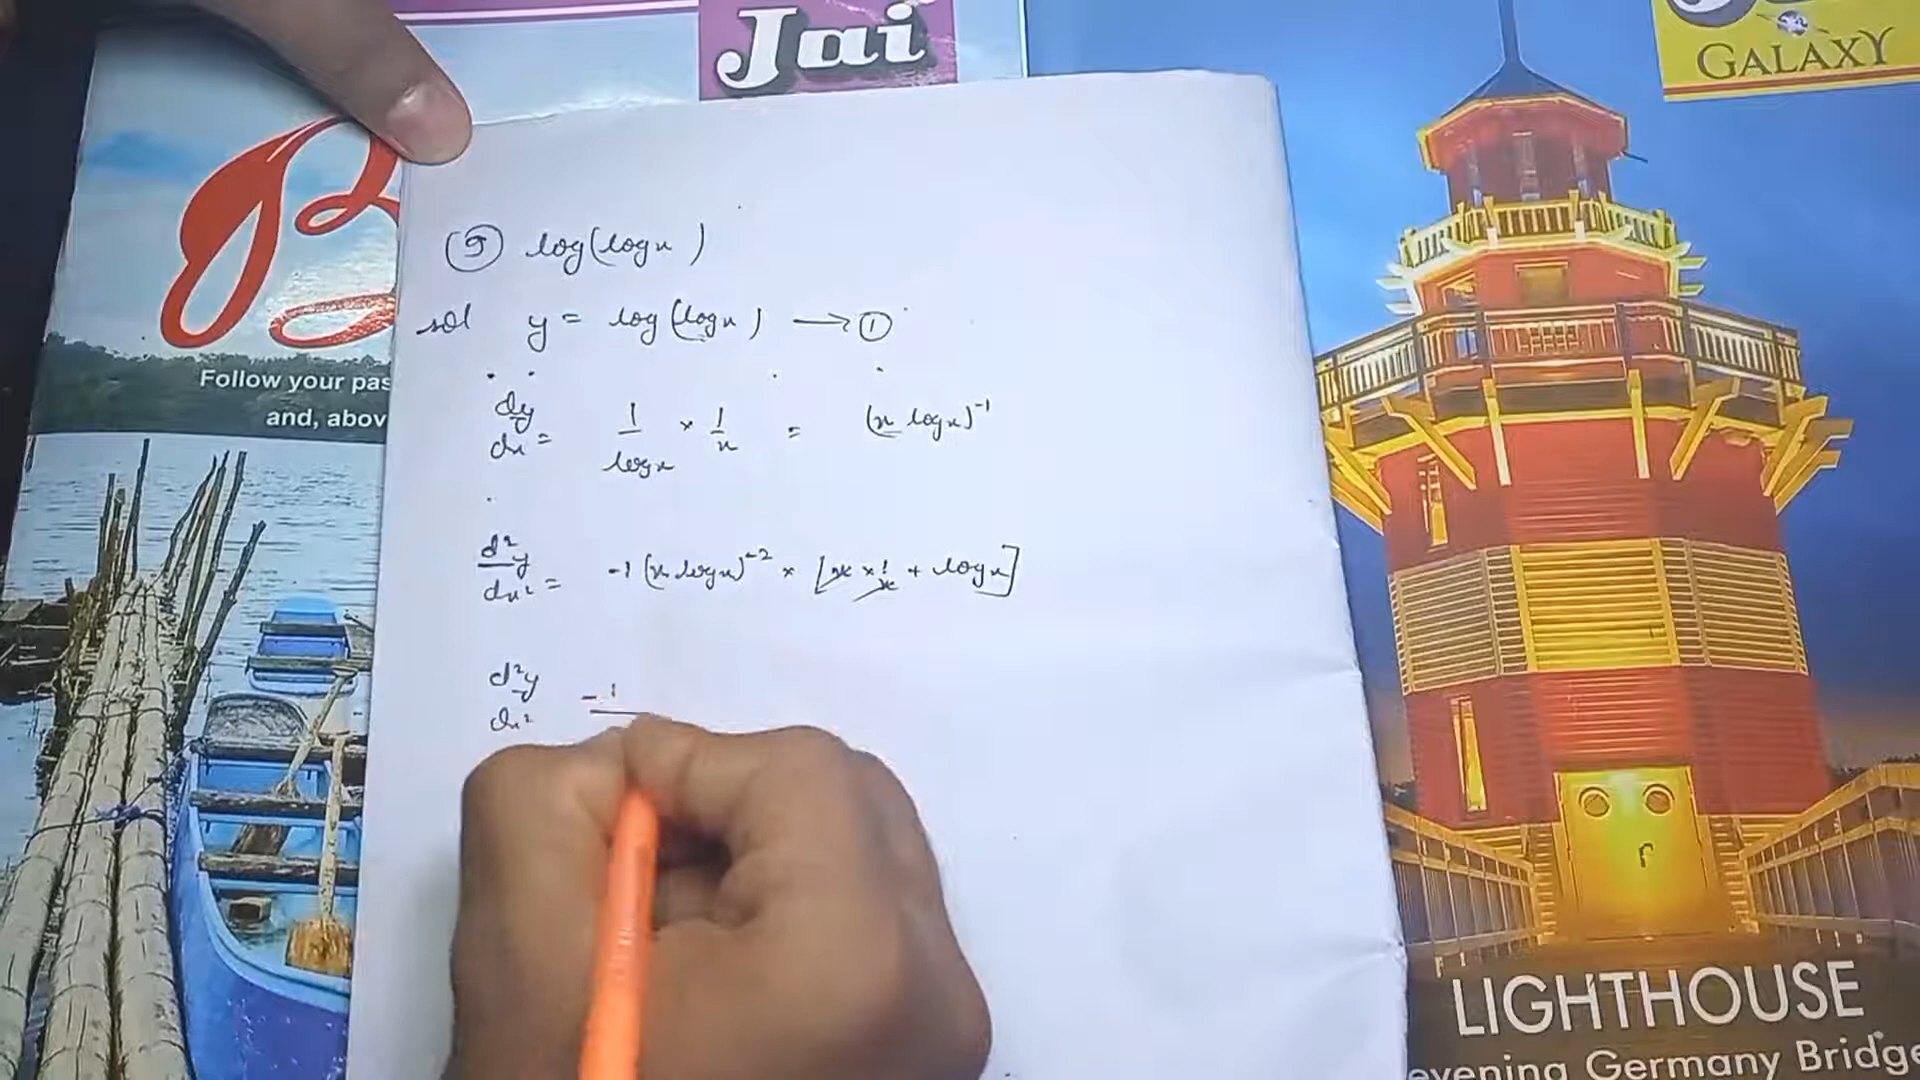 Jai
GALAXY
Follow your pas
and, abov
⑨ log(log x)
sol y = log(log x) → ①
dy/dx = 1/log x × 1/x = (x log x)⁻¹
d²y/dx² = -1 (x log x)⁻² × [x × 1/x + log x]
d²y/dx² -1
LIGHTHOUSE
evening Germany Bridge